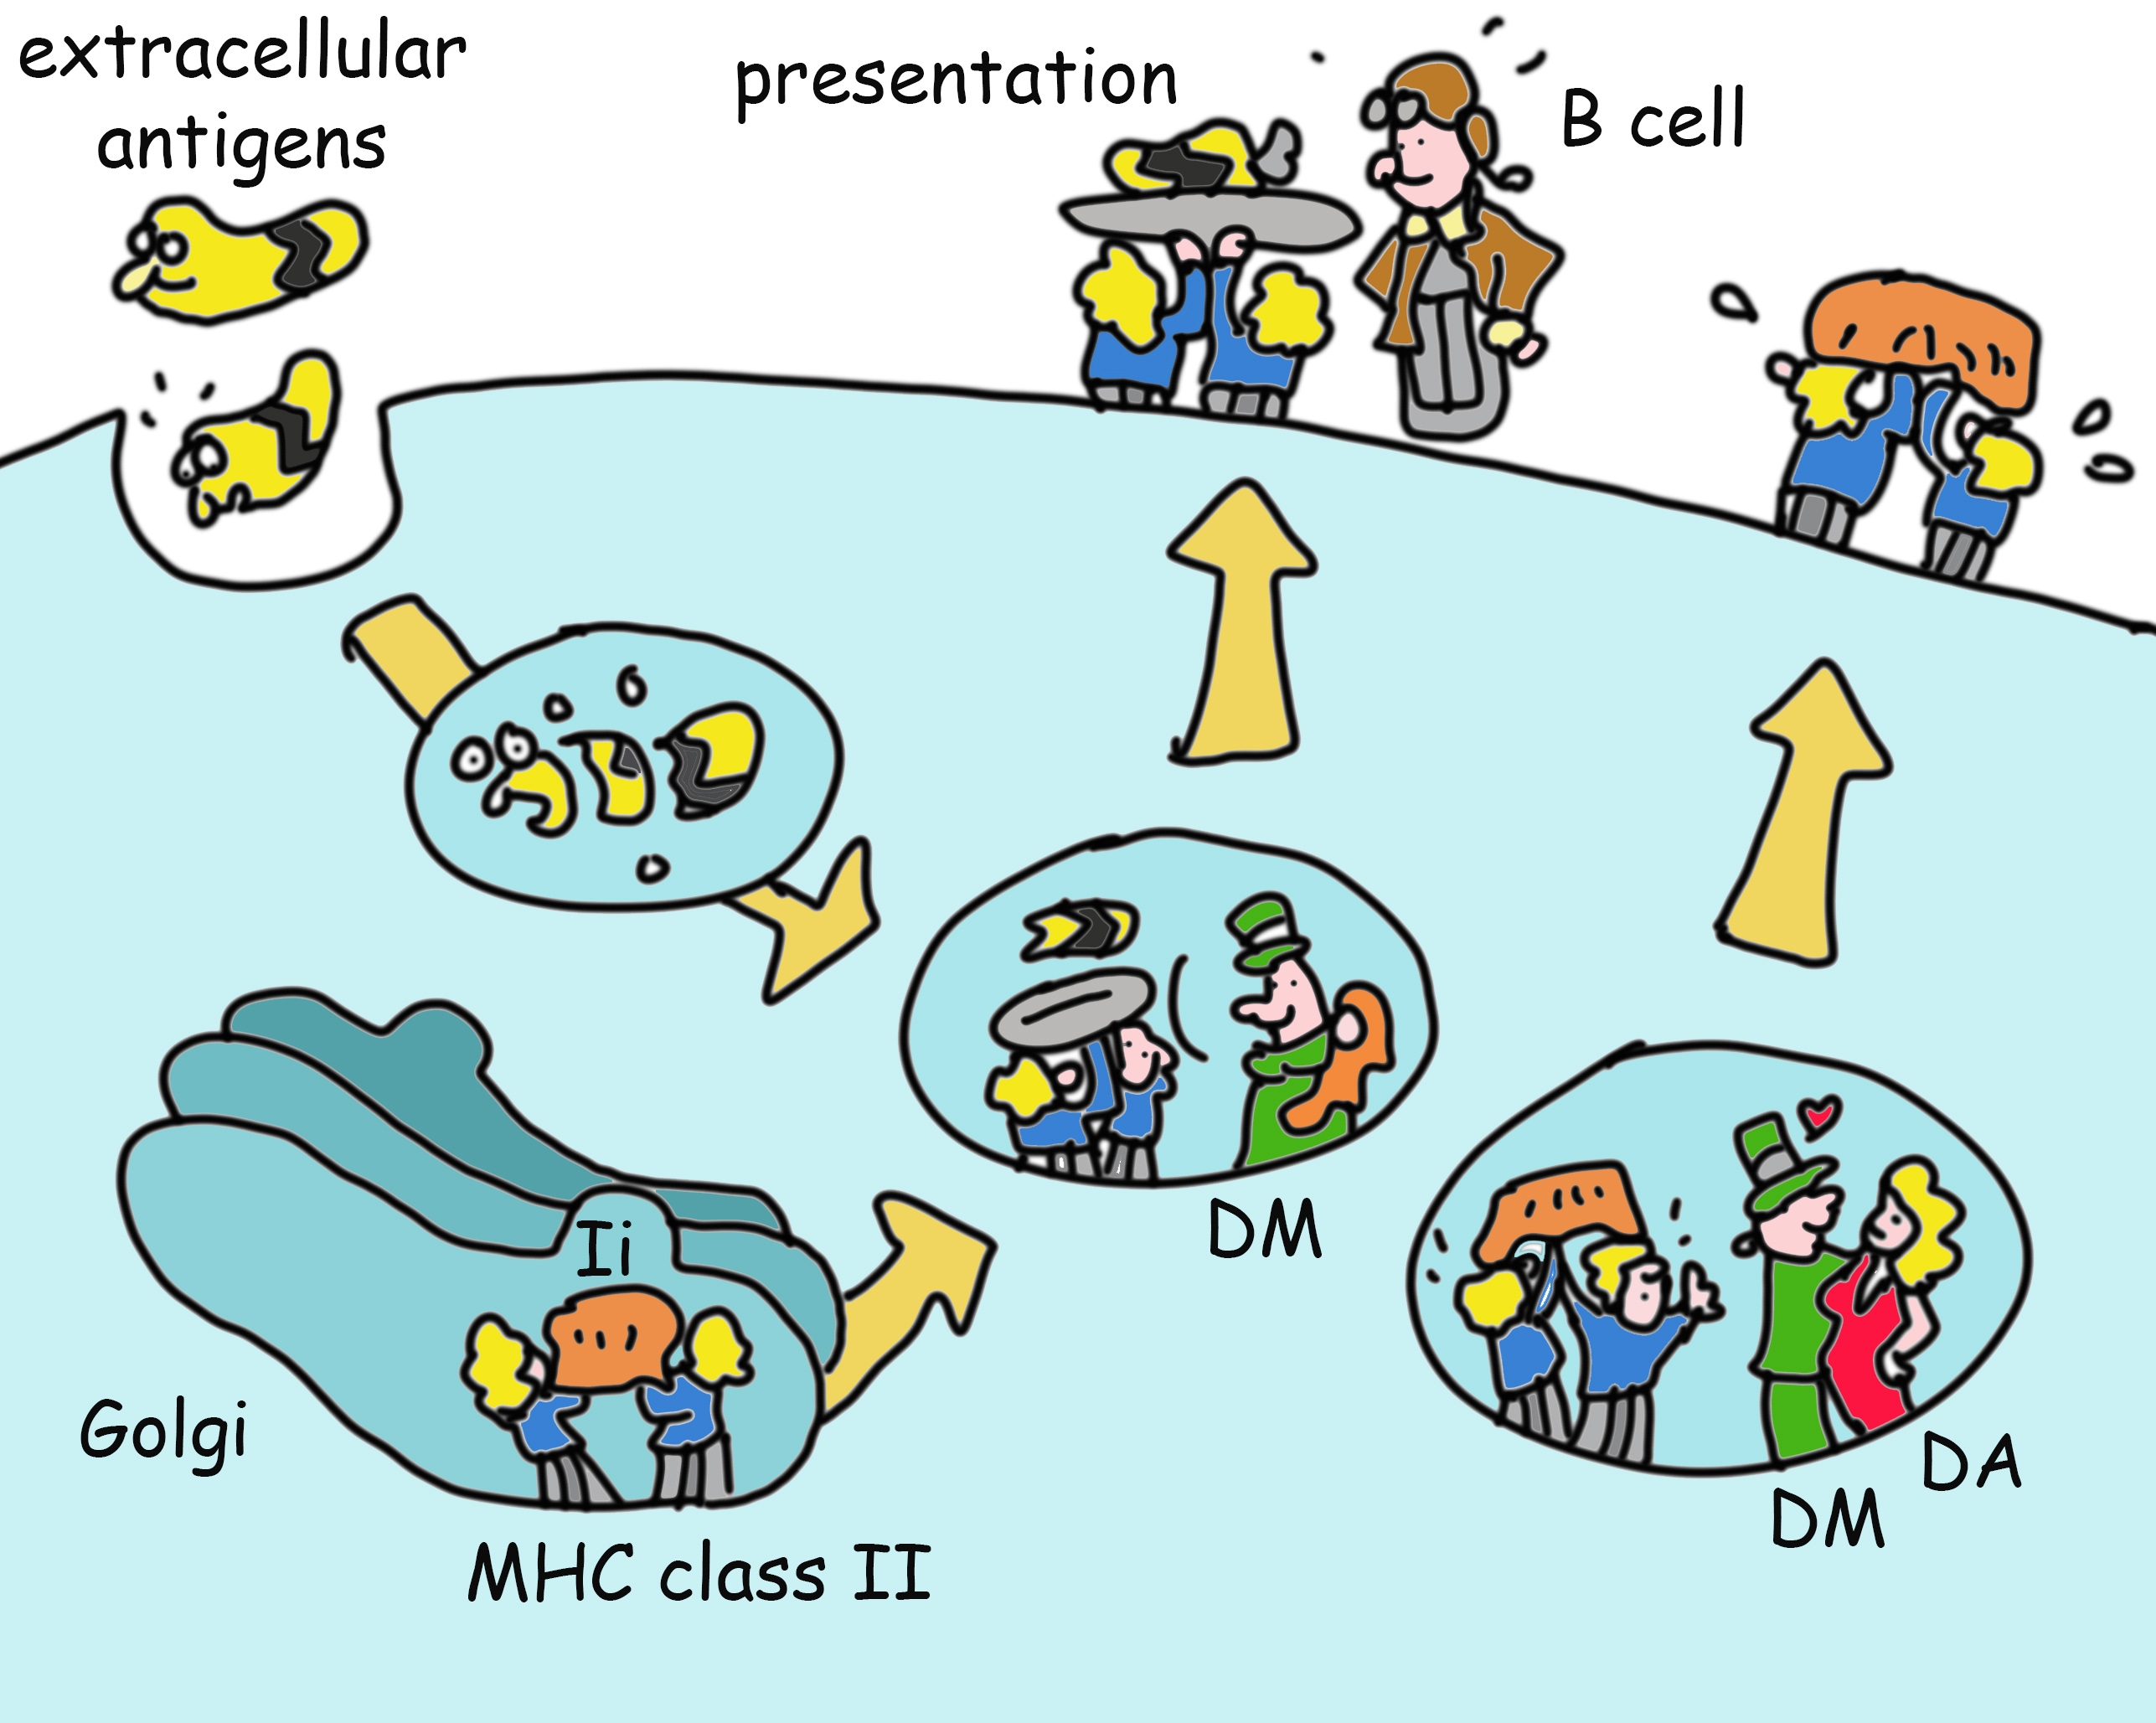 extracellular
antigens
presentation
B cell
Ii
DM
Golgi
MHC class II
DA
DM